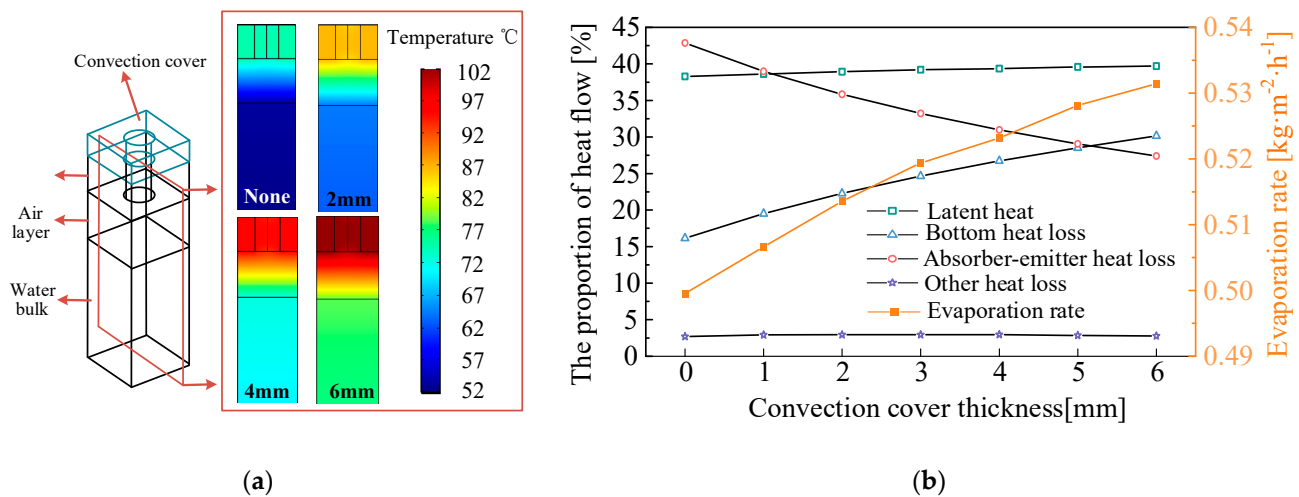 Convection cover
Air
layer
Water
bulk
None
2mm
4mm
6mm
Temperature ℃
102
97
92
87
82
77
72
67
62
57
52
(a)
The proportion of heat flow [%]
45
40
35
30
25
20
15
10
5
0
0 1 2 3 4 5 6
Convection cover thickness[mm]
Latent heat
Bottom heat loss
Absorber-emitter heat loss
Other heat loss
Evaporation rate
0.54
0.53
0.52
0.51
0.50
0.49
Evaporation rate [kg·m⁻²·h⁻¹]
(b)